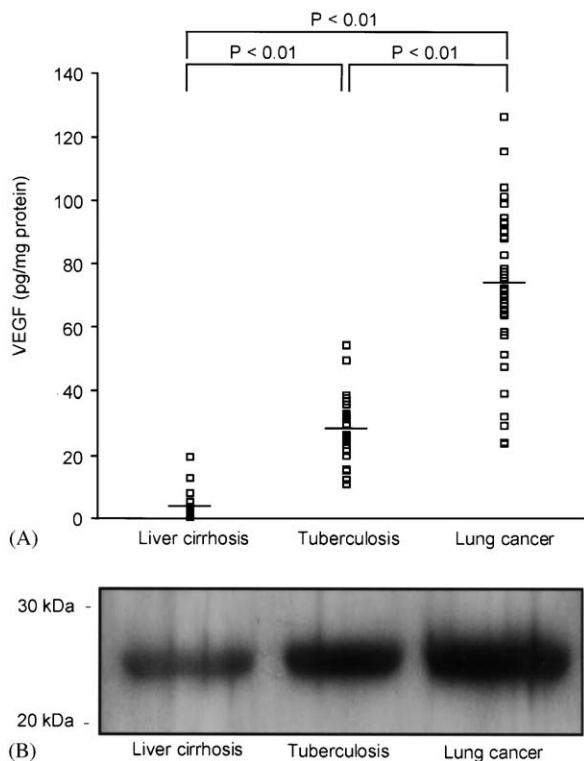 P < 0.01
P < 0.01 P < 0.01
140
120
100
80
60
40
20
0
VEGF (pg/mg protein)
(A) Liver cirrhosis Tuberculosis Lung cancer
30 kDa -
20 kDa -
(B) Liver cirrhosis Tuberculosis Lung cancer